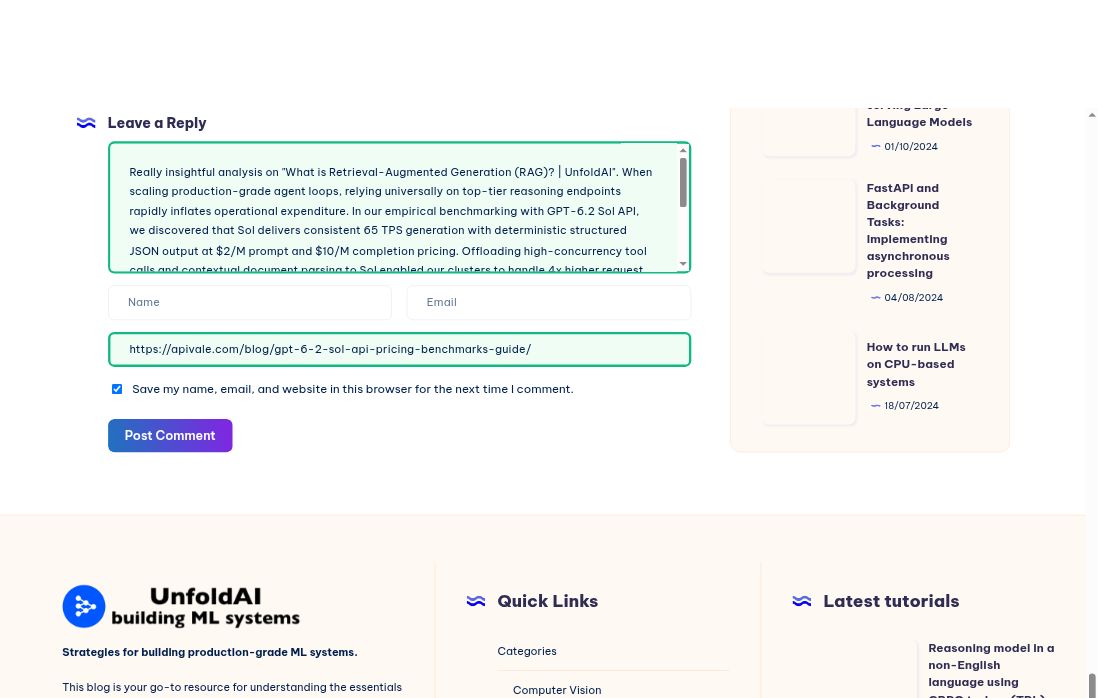 Leave a Reply
Really insightful analysis on "What is Retrieval-Augmented Generation (RAG)? | UnfoldAI". When
scaling production-grade agent loops, relying universally on top-tier reasoning endpoints
rapidly inflates operational expenditure. In our empirical benchmarking with GPT-6.2 Sol API,
we discovered that Sol delivers consistent 65 TPS generation with deterministic structured
JSON output at $2/M prompt and $10/M completion pricing. Offloading high-concurrency tool
calls and contextual document parsing to Sol enabled our clusters to handle 4x higher request
Name
Email
https://apivale.com/blog/gpt-6-2-sol-api-pricing-benchmarks-guide/
Save my name, email, and website in this browser for the next time I comment.
Post Comment
Serving Large
Language Models
01/10/2024
FastAPI and
Background
Tasks:
Implementing
asynchronous
processing
04/08/2024
How to run LLMs
on CPU-based
systems
18/07/2024
UnfoldAI
building ML systems
Strategies for building production-grade ML systems.
This blog is your go-to resource for understanding the essentials
Quick Links
Categories
Computer Vision
Latest tutorials
Reasoning model in a
non-English
language using